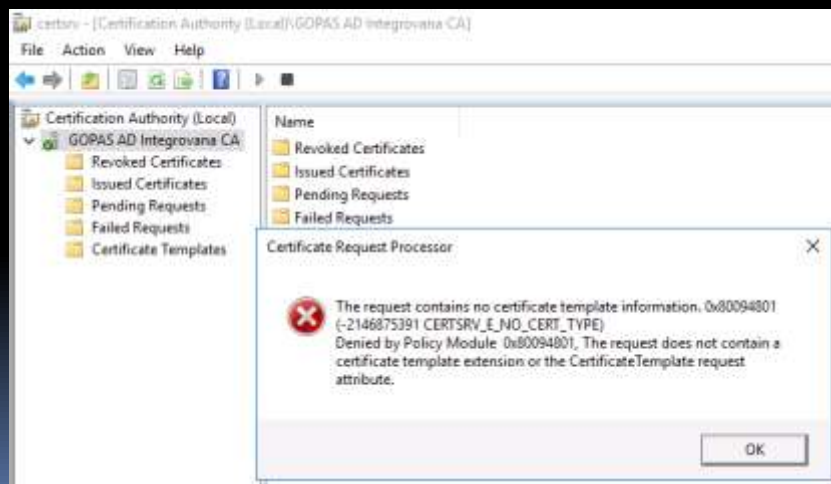 certsrv - [Certification Authority (Local)\GOPAS AD Integrovana CA]
File Action View Help
Certification Authority (Local)
GOPAS AD Integrovana CA
Revoked Certificates
Issued Certificates
Pending Requests
Failed Requests
Certificate Templates
Name
Revoked Certificates
Issued Certificates
Pending Requests
Failed Requests
Certificate Request Processor
The request contains no certificate template information. 0x80094801
(-2146875391 CERTSRV_E_NO_CERT_TYPE)
Denied by Policy Module 0x80094801, The request does not contain a
certificate template extension or the CertificateTemplate request
attribute.
OK